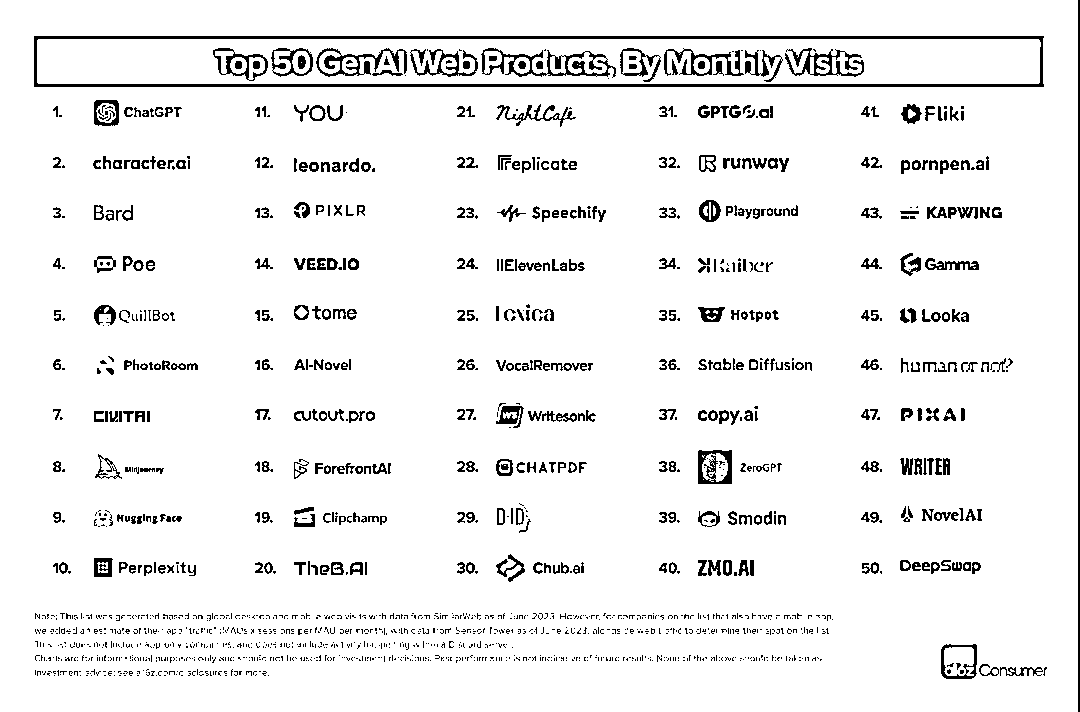 Top 50 GenAI Web Products, By Monthly Visits
1. ChatGPT
2. character.ai
3. Bard
4. Poe
5. QuillBot
6. PhotoRoom
7. CIVITAI
8. Midjourney
9. Hugging Face
10. Perplexity
11. YOU
12. leonardo.
13. PIXLR
14. VEED.IO
15. tome
16. AI-Novel
17. cutout.pro
18. ForefrontAI
19. Clipchamp
20. TheB.AI
21. NightCafe
22. replicate
23. Speechify
24. IIElevenLabs
25. Lexica
26. VocalRemover
27. Writesonic
28. CHATPDF
29. D-ID
30. Chub.ai
31. GPTGO.ai
32. runway
33. Playground
34. Kaiber
35. Hotpot
36. Stable Diffusion
37. copy.ai
38. ZeroGPT
39. Smodin
40. ZMO.AI
41. Fliki
42. pornpen.ai
43. KAPWING
44. Gamma
45. Looka
46. human or not?
47. PIXAI
48. WRITER
49. NovelAI
50. DeepSwap
Note: This list was generated based on global desktop and mobile web visits with data from SimilarWeb as of June 2023. However, for companies on the list that also have a mobile app,
we added an estimate of their app "traffic" (MAUs x sessions per MAU per month), with data from Sensor Tower as of June 2023, alongside web traffic to determine their spot on the list.
This list does not include app only companies, and does not include activity happening within a Discord server.
Charts are for informational purposes only and should not be used for investment decisions. Past performance is not indicative of future results. None of the above should be taken as
investment advice; see a16z.com/disclosures for more.
a16z Consumer